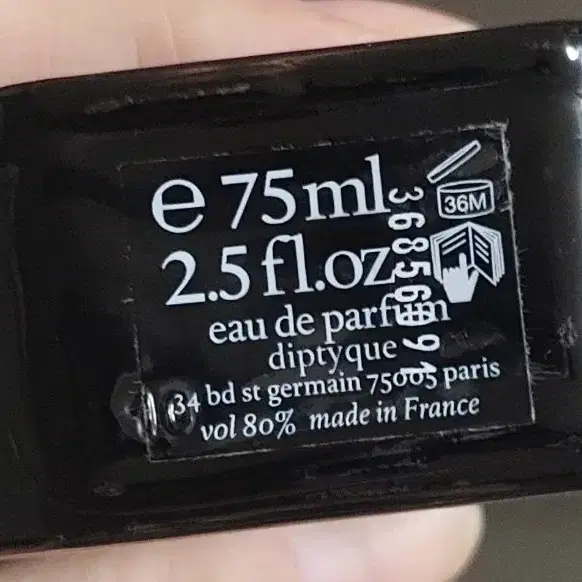 e 75ml
36M
2.5 fl.oz
eau de parfum
diptyque
34 bd st germain 75005 paris
vol 80% made in France